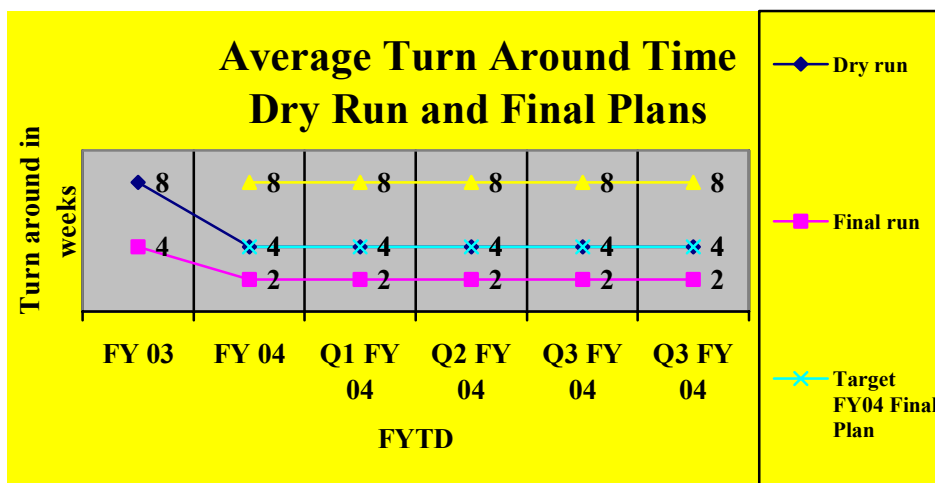 Average Turn Around Time
Dry Run and Final Plans
Turn around in
weeks
8
8
8
8
8
8
4
4
4
4
4
4
2
2
2
2
2
FY 03
FY 04
Q1 FY
04
Q2 FY
04
Q3 FY
04
Q3 FY
04
FYTD
Dry run
Final run
Target
FY04 Final
Plan